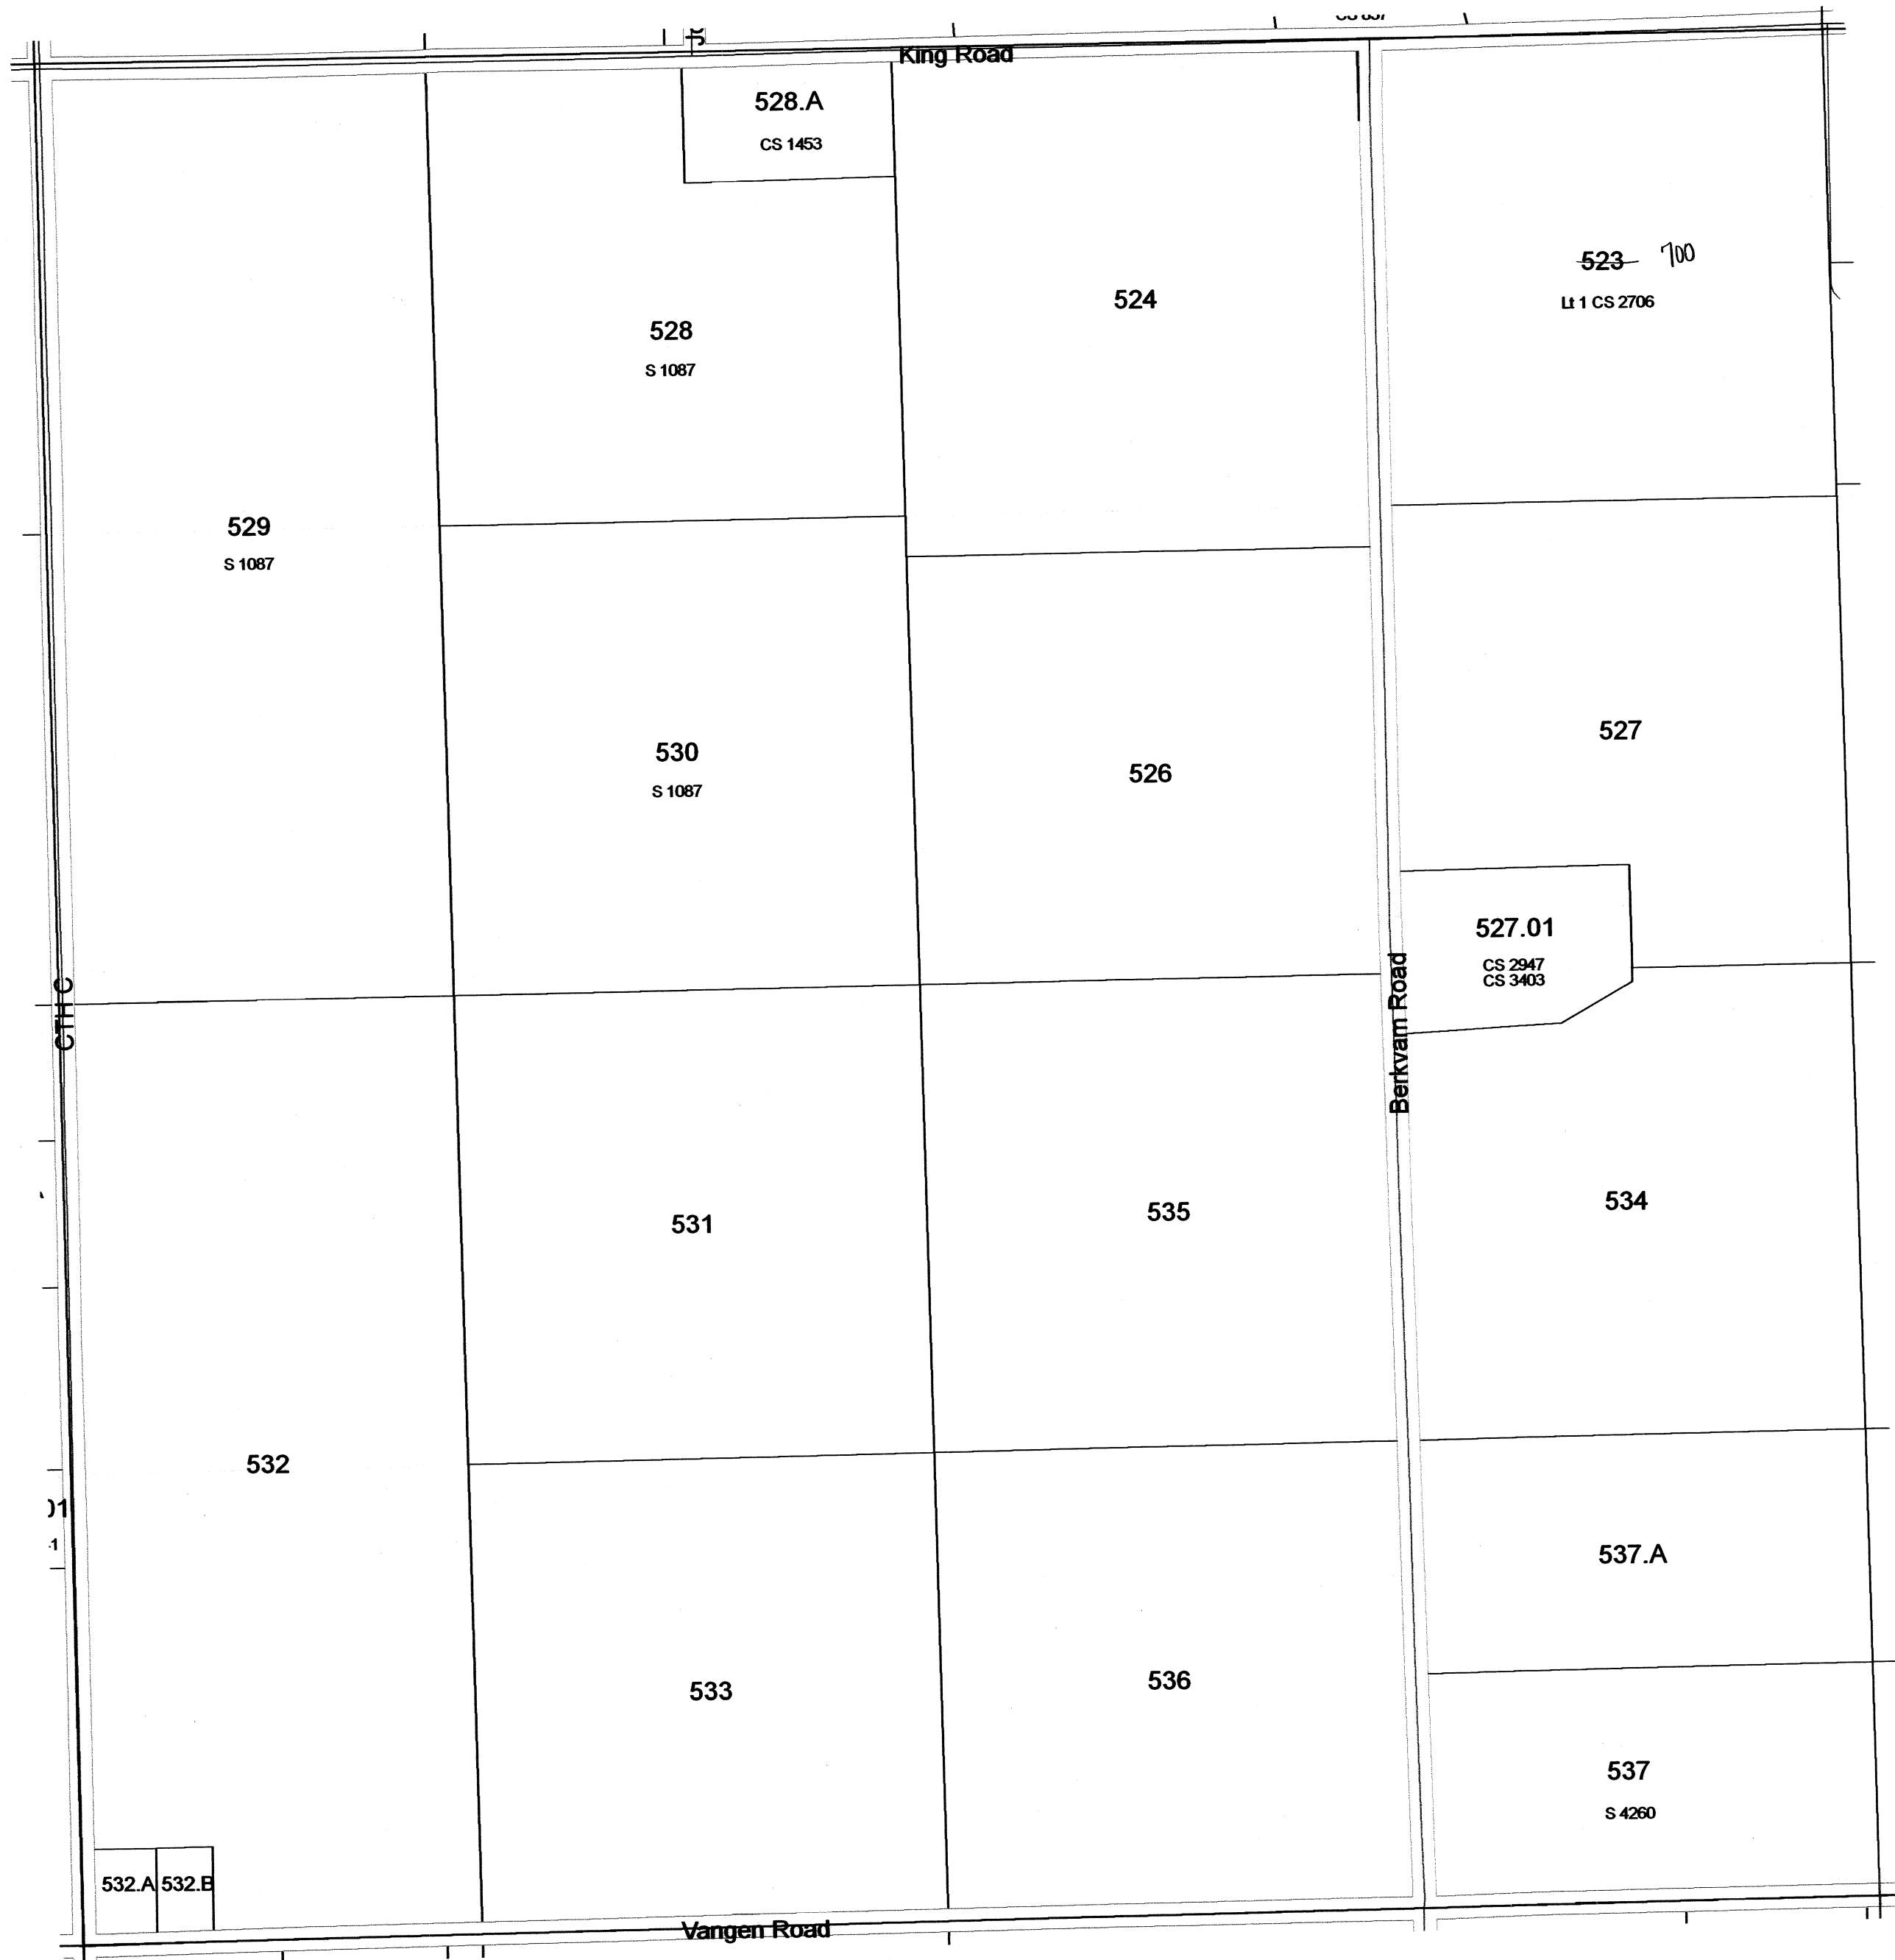 King Road
528.A
CS 1453
523 700
Lt 1 CS 2706
524
528
S 1087
529
S 1087
527
530
S 1087
526
527.01
CS 2947
CS 3403
CTH C
Berkvam Road
534
535
531
532
01
537.A
536
533
537
S 4260
532.A 532.B
Vangen Road